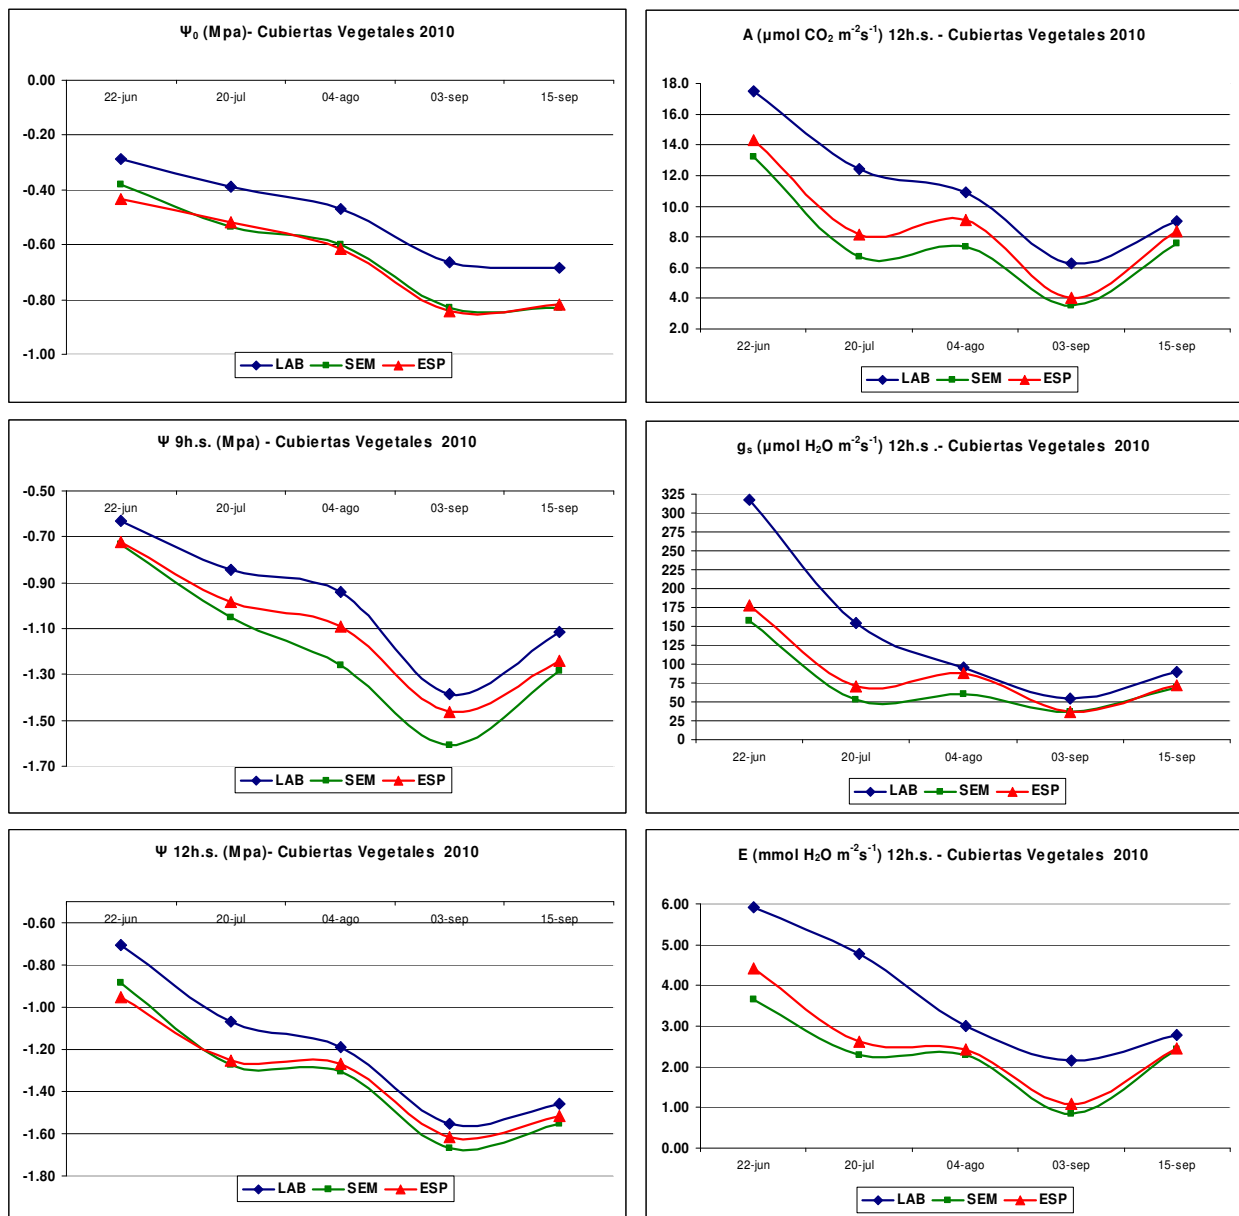 Ψ₀ (Mpa)- Cubiertas Vegetales 2010
0.00
-0.20
-0.40
-0.60
-0.80
-1.00
22-jun 20-jul 04-ago 03-sep 15-sep
LAB SEM ESP
A (µmol CO₂ m⁻²s⁻¹) 12h.s. - Cubiertas Vegetales 2010
18.0
16.0
14.0
12.0
10.0
8.0
6.0
4.0
2.0
22-jun 20-jul 04-ago 03-sep 15-sep
LAB SEM ESP
Ψ 9h.s. (Mpa) - Cubiertas Vegetales 2010
-0.50
-0.70
-0.90
-1.10
-1.30
-1.50
-1.70
22-jun 20-jul 04-ago 03-sep 15-sep
LAB SEM ESP
gₛ (µmol H₂O m⁻²s⁻¹) 12h.s .- Cubiertas Vegetales 2010
325
300
275
250
225
200
175
150
125
100
75
50
25
0
22-jun 20-jul 04-ago 03-sep 15-sep
LAB SEM ESP
Ψ 12h.s. (Mpa)- Cubiertas Vegetales 2010
-0.60
-0.80
-1.00
-1.20
-1.40
-1.60
-1.80
22-jun 20-jul 04-ago 03-sep 15-sep
LAB SEM ESP
E (mmol H₂O m⁻²s⁻¹) 12h.s. - Cubiertas Vegetales 2010
6.00
5.00
4.00
3.00
2.00
1.00
0.00
22-jun 20-jul 04-ago 03-sep 15-sep
LAB SEM ESP